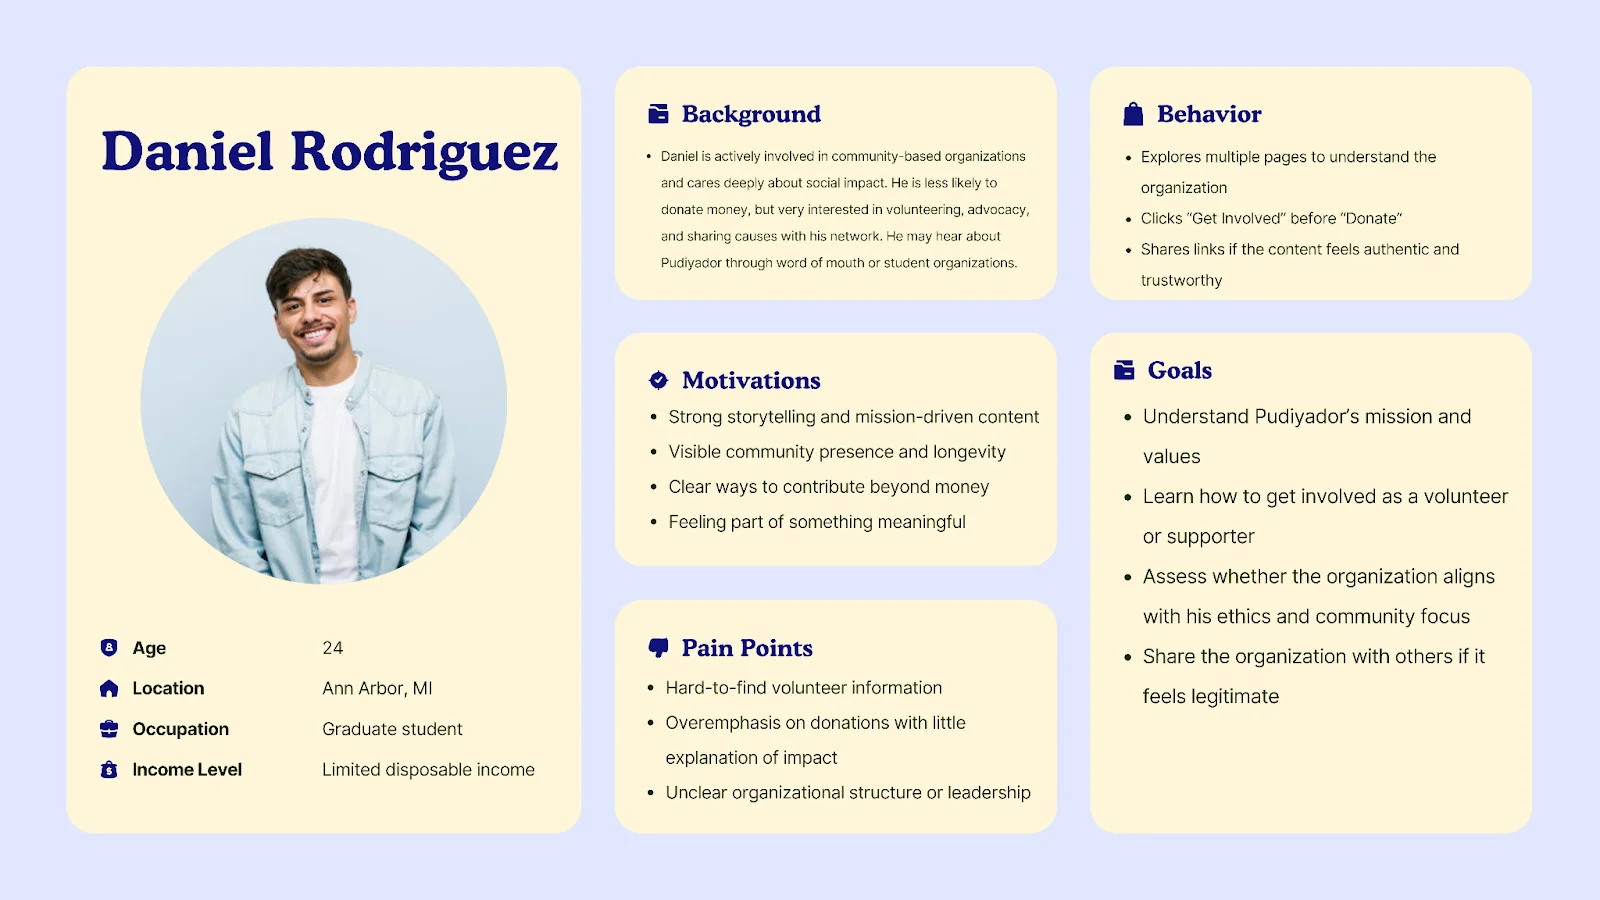 Daniel Rodriguez
Age 24
Location Ann Arbor, MI
Occupation Graduate student
Income Level Limited disposable income
Background
• Daniel is actively involved in community-based organizations
and cares deeply about social impact. He is less likely to
donate money, but very interested in volunteering, advocacy,
and sharing causes with his network. He may hear about
Pudiyador through word of mouth or student organizations.
Motivations
• Strong storytelling and mission-driven content
• Visible community presence and longevity
• Clear ways to contribute beyond money
• Feeling part of something meaningful
Pain Points
• Hard-to-find volunteer information
• Overemphasis on donations with little
explanation of impact
• Unclear organizational structure or leadership
Behavior
• Explores multiple pages to understand the
organization
• Clicks “Get Involved” before “Donate”
• Shares links if the content feels authentic and
trustworthy
Goals
• Understand Pudiyador’s mission and
values
• Learn how to get involved as a volunteer
or supporter
• Assess whether the organization aligns
with his ethics and community focus
• Share the organization with others if it
feels legitimate